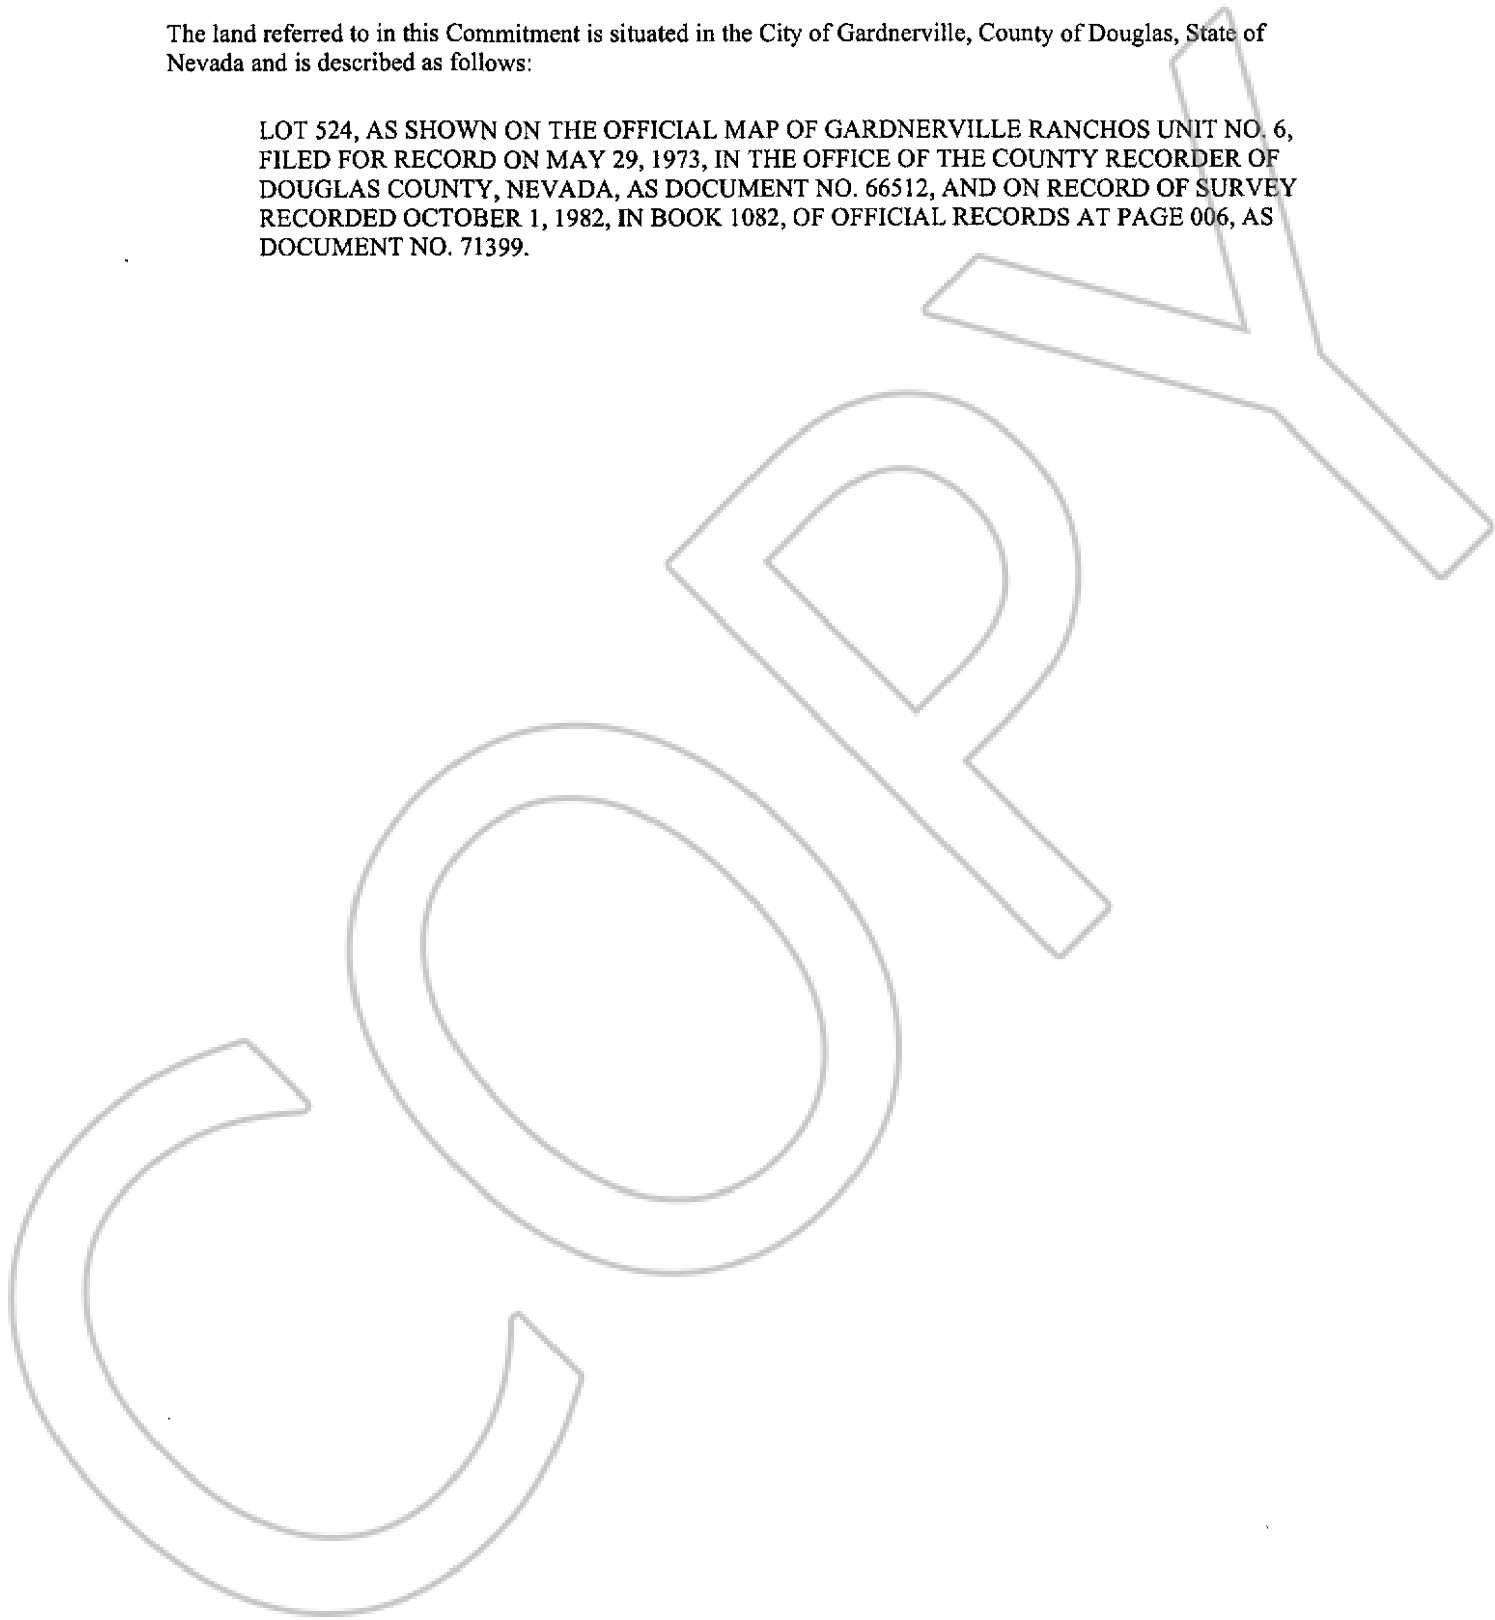 The land referred to in this Commitment is situated in the City of Gardnerville, County of Douglas, State of
Nevada and is described as follows:
LOT 524, AS SHOWN ON THE OFFICIAL MAP OF GARDNERVILLE RANCHOS UNIT NO. 6,
FILED FOR RECORD ON MAY 29, 1973, IN THE OFFICE OF THE COUNTY RECORDER OF
DOUGLAS COUNTY, NEVADA, AS DOCUMENT NO. 66512, AND ON RECORD OF SURVEY
RECORDED OCTOBER 1, 1982, IN BOOK 1082, OF OFFICIAL RECORDS AT PAGE 006, AS
DOCUMENT NO. 71399.
COPY